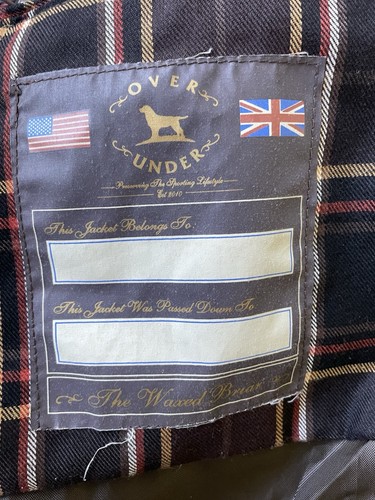 OVER
UNDER
Preserving The Sporting Lifestyle
Est 2010
This Jacket Belongs To:
This Jacket Was Passed Down To
The Waxed Briar